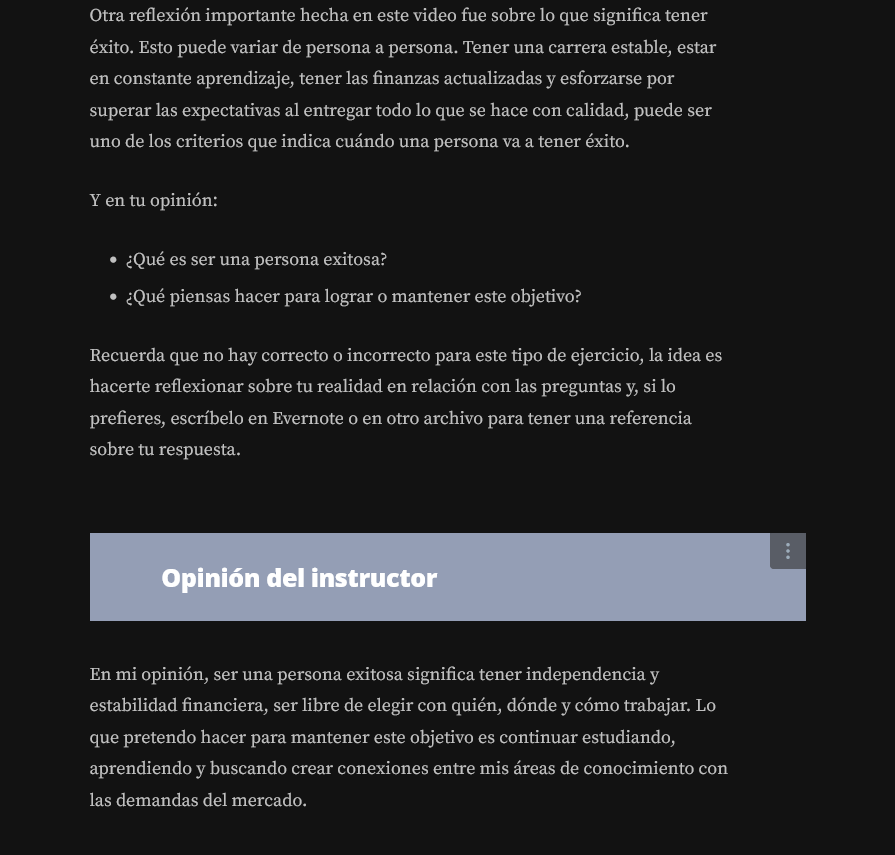 Otra reflexión importante hecha en este video fue sobre lo que significa tener
éxito. Esto puede variar de persona a persona. Tener una carrera estable, estar
en constante aprendizaje, tener las finanzas actualizadas y esforzarse por
superar las expectativas al entregar todo lo que se hace con calidad, puede ser
uno de los criterios que indica cuándo una persona va a tener éxito.
Y en tu opinión:
• ¿Qué es ser una persona exitosa?
• ¿Qué piensas hacer para lograr o mantener este objetivo?
Recuerda que no hay correcto o incorrecto para este tipo de ejercicio, la idea es
hacerte reflexionar sobre tu realidad en relación con las preguntas y, si lo
prefieres, escríbelo en Evernote o en otro archivo para tener una referencia
sobre tu respuesta.
Opinión del instructor
En mi opinión, ser una persona exitosa significa tener independencia y
estabilidad financiera, ser libre de elegir con quién, dónde y cómo trabajar. Lo
que pretendo hacer para mantener este objetivo es continuar estudiando,
aprendiendo y buscando crear conexiones entre mis áreas de conocimiento con
las demandas del mercado.